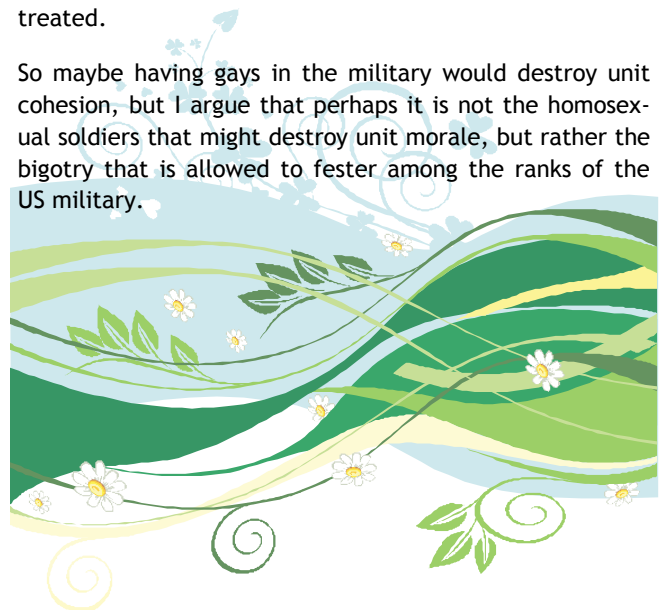 treated.
So maybe having gays in the military would destroy unit
cohesion, but I argue that perhaps it is not the homosex-
ual soldiers that might destroy unit morale, but rather the
bigotry that is allowed to fester among the ranks of the
US military.